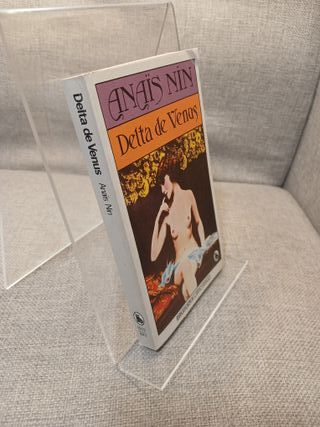 ANAÏS NIN
Delta de Venus
Delta de Venus Anaïs Nin